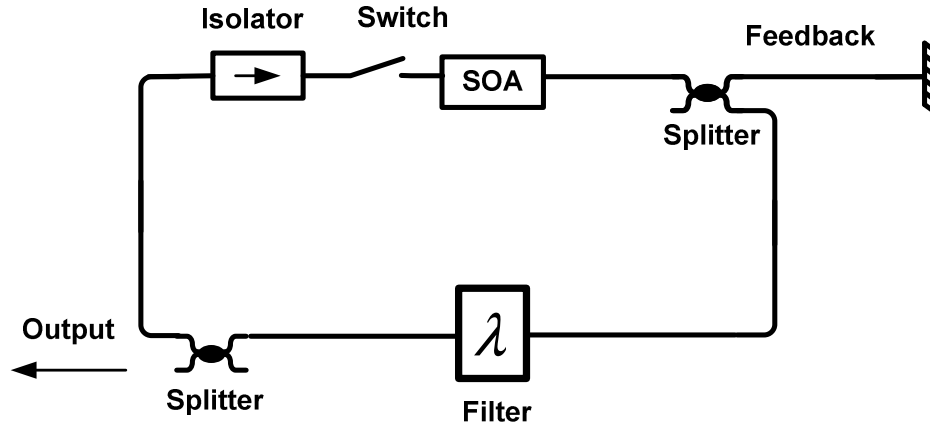 Isolator
Switch
Feedback
SOA
Splitter
Output
λ
Splitter
Filter